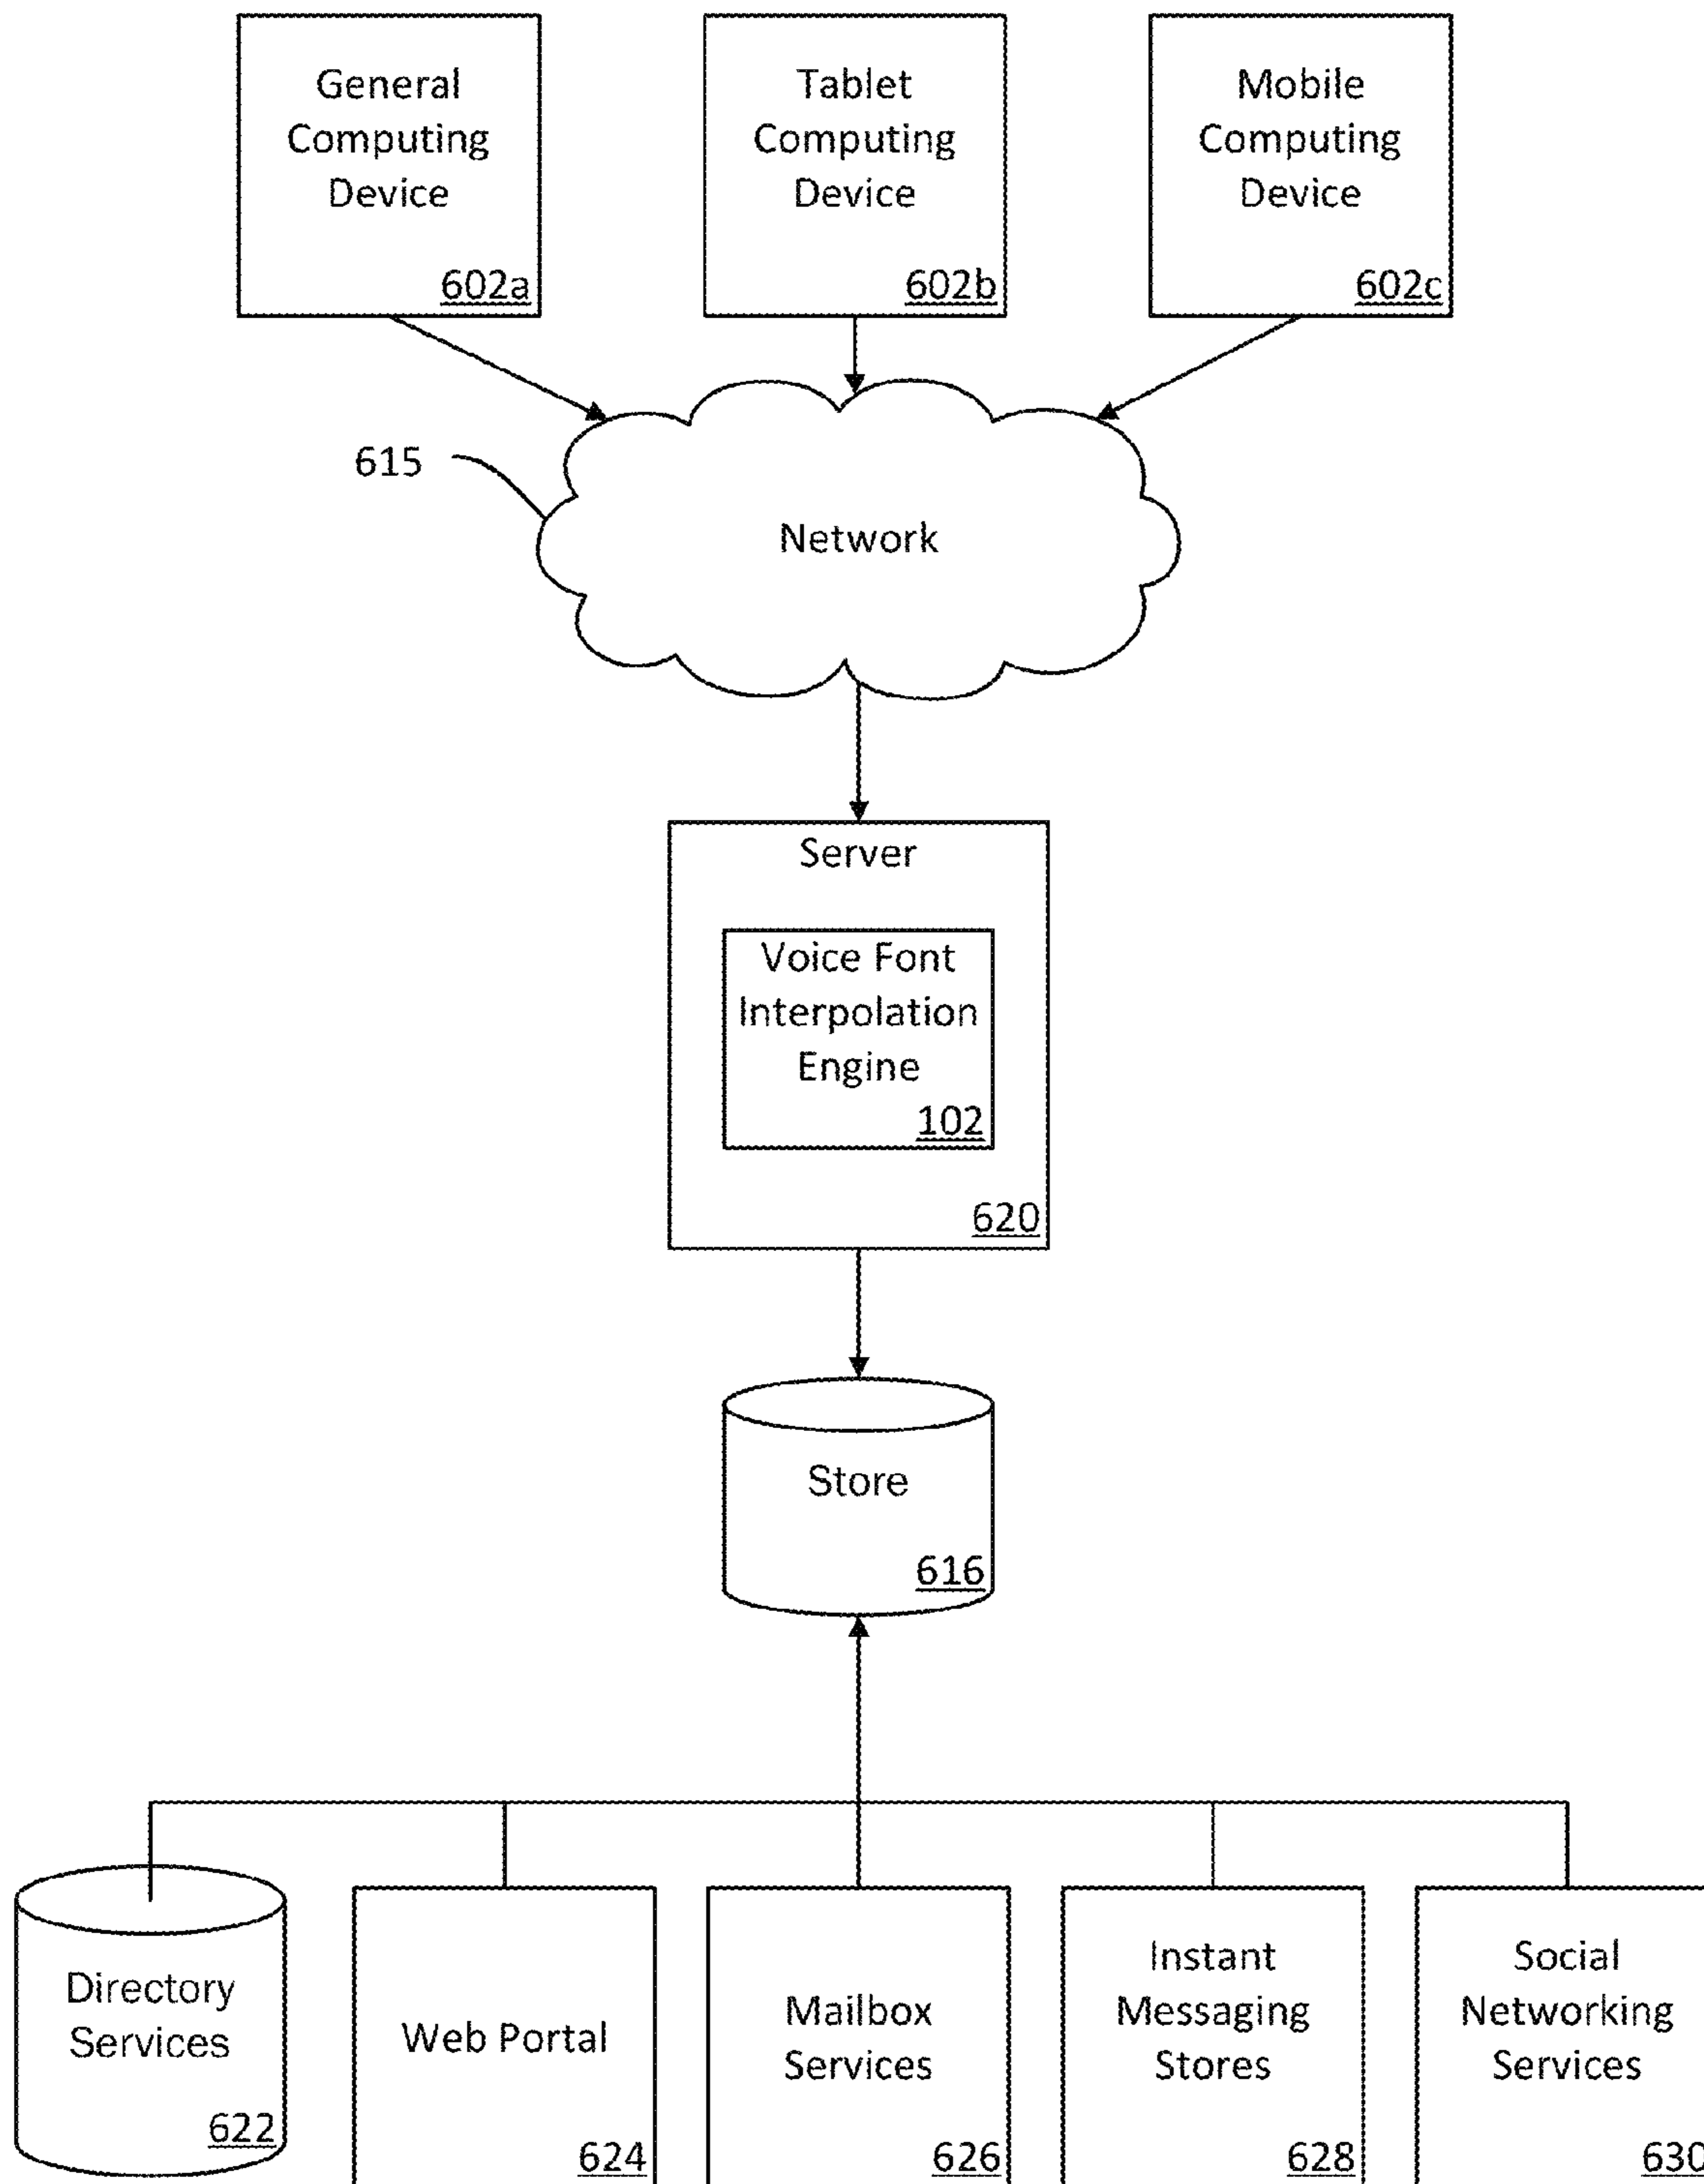 General
Computing
Device
602a
Tablet
Computing
Device
602b
Mobile
Computing
Device
602c
615
Network
Server
Voice Font
Interpolation
Engine
102
620
Store
616
Directory
Services
622
Web Portal
624
Mailbox
Services
626
Instant
Messaging
Stores
628
Social
Networking
Services
630